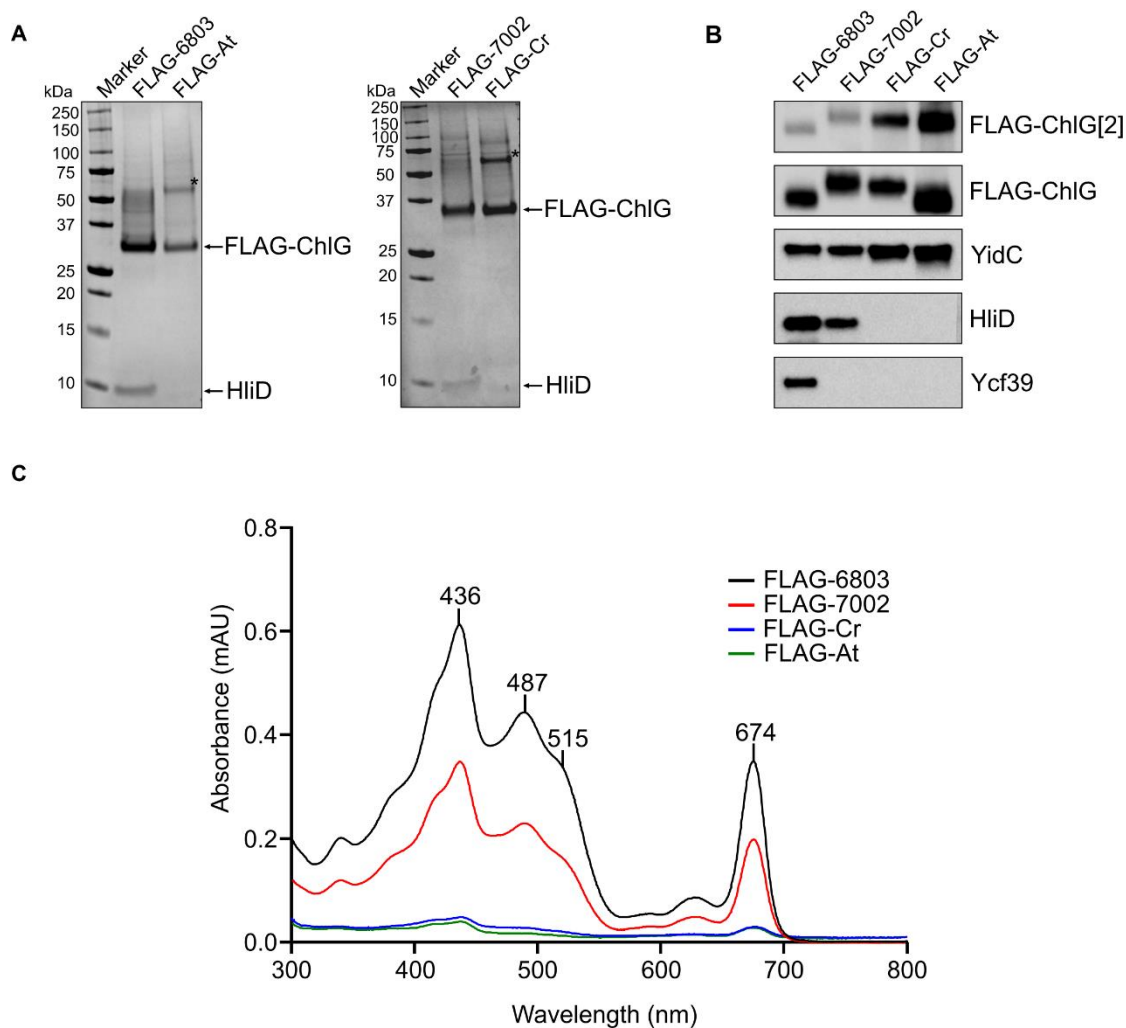 A
kDa
Marker
FLAG-6803
FLAG-At
250
150
100
75
50
37
25
20
15
10
*
FLAG-ChlG
HliD
kDa
Marker
FLAG-7002
FLAG-Cr
250
150
100
75
50
37
25
20
15
10
*
FLAG-ChlG
HliD
B
FLAG-6803
FLAG-7002
FLAG-Cr
FLAG-At
FLAG-ChlG[2]
FLAG-ChlG
YidC
HliD
Ycf39
C
Absorbance (mAU)
0.8
0.6
0.4
0.2
0.0
436
487
515
674
FLAG-6803
FLAG-7002
FLAG-Cr
FLAG-At
300 400 500 600 700 800
Wavelength (nm)